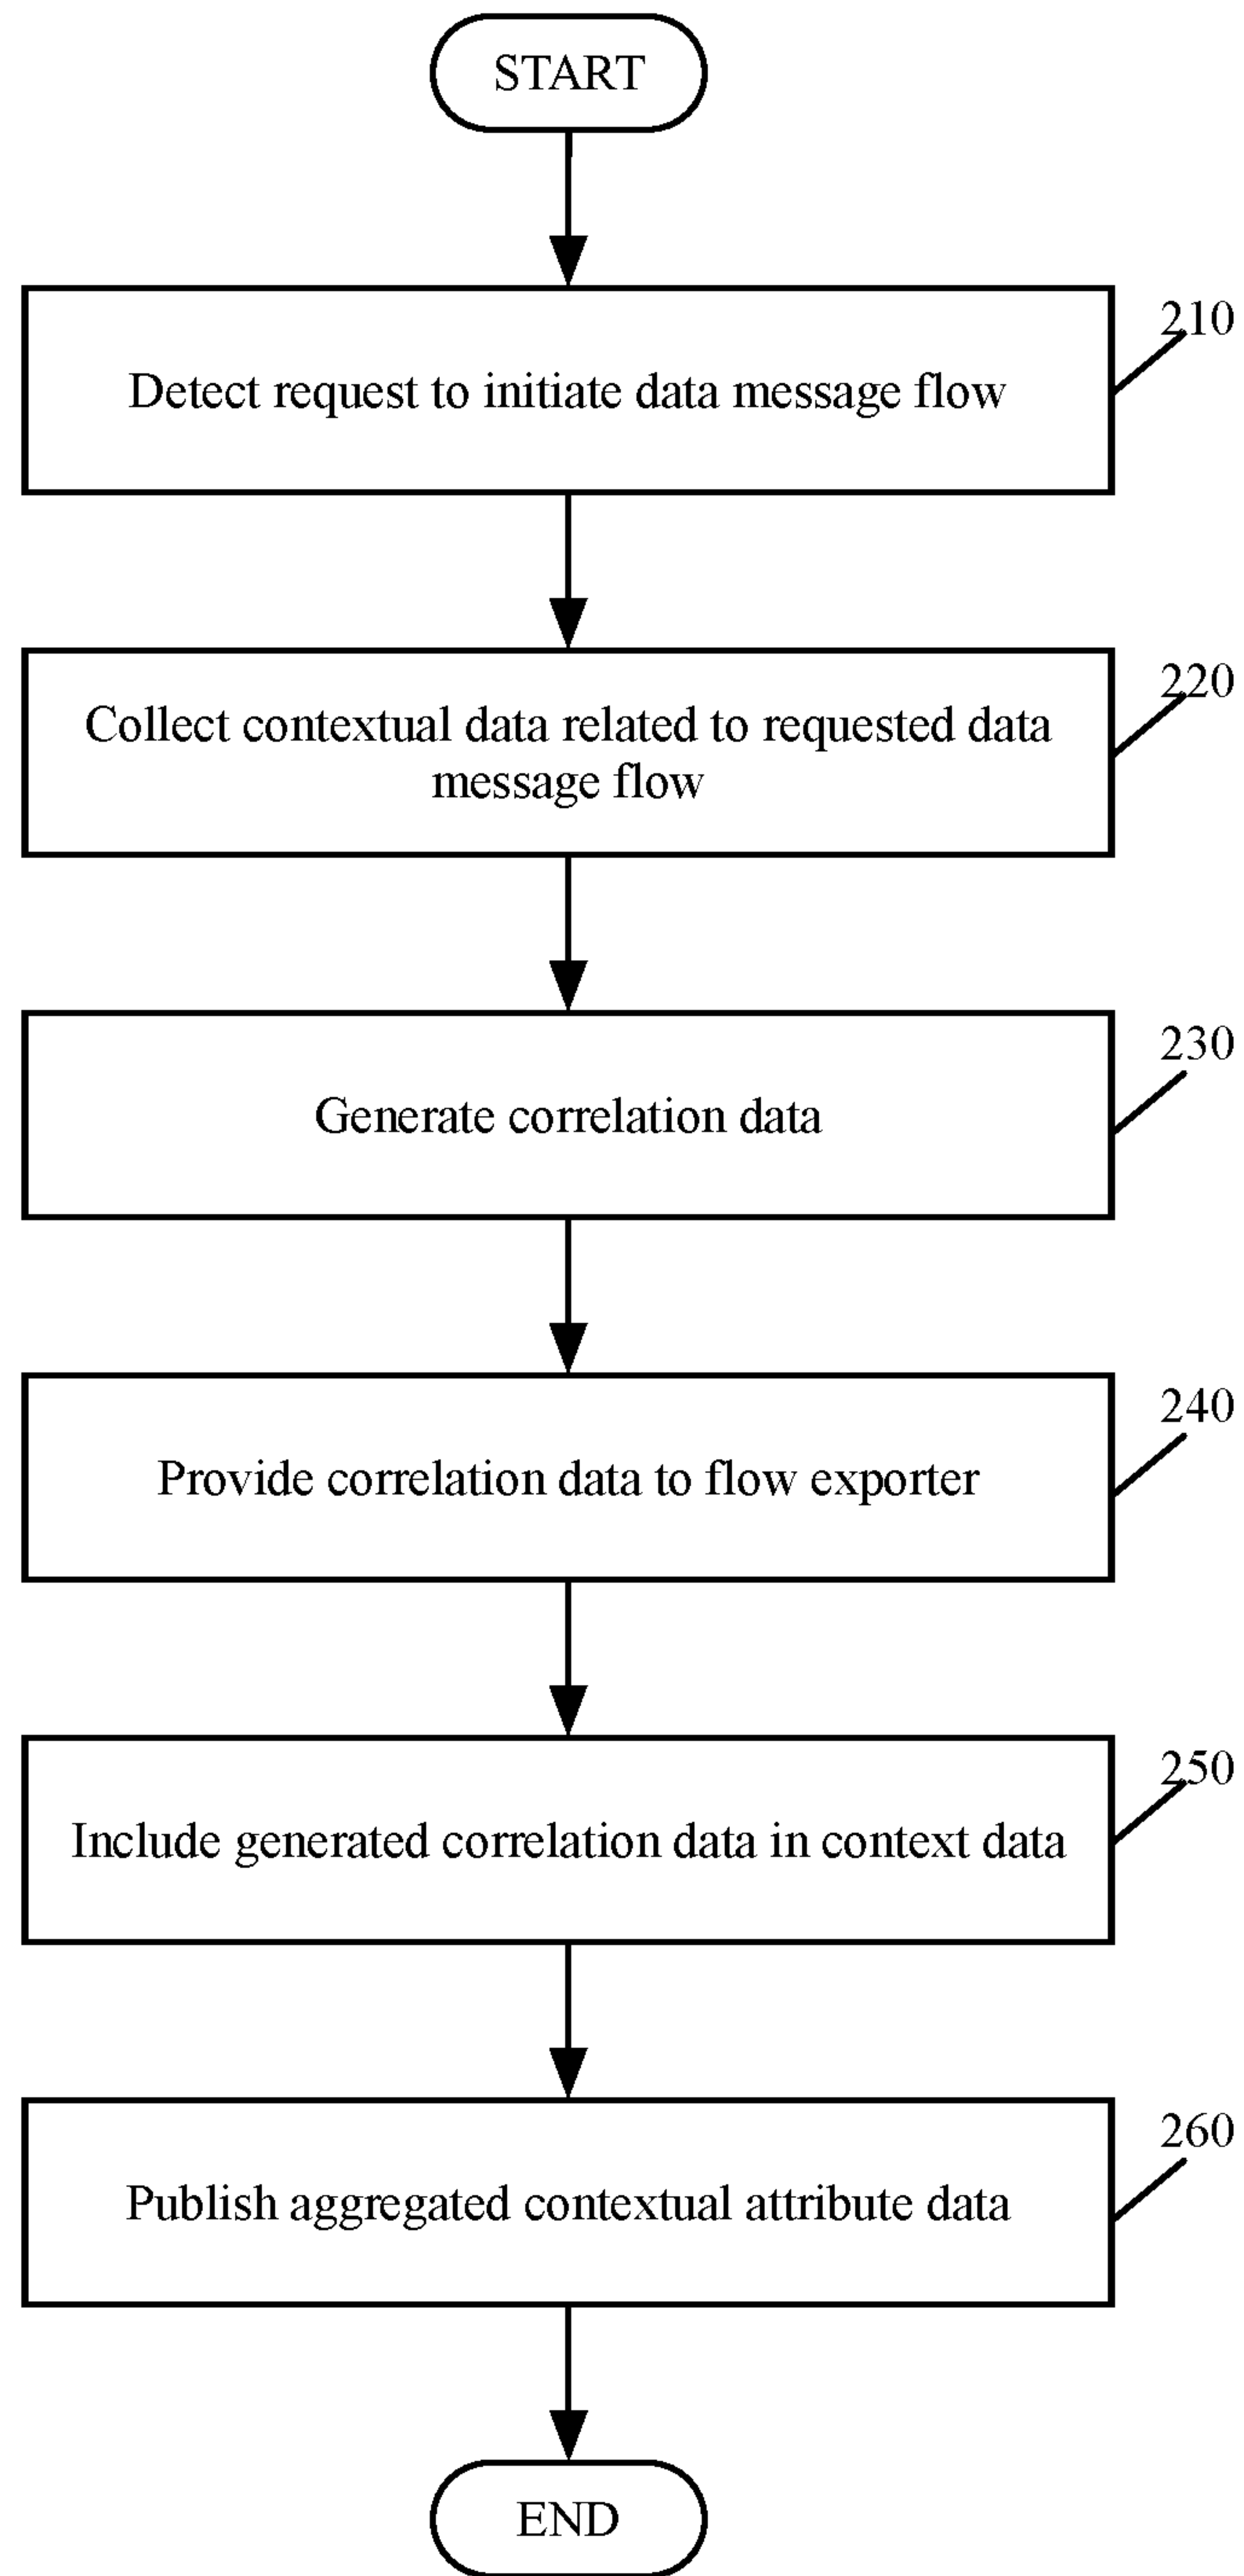 START
210
Detect request to initiate data message flow
220
Collect contextual data related to requested data
message flow
230
Generate correlation data
240
Provide correlation data to flow exporter
250
Include generated correlation data in context data
260
Publish aggregated contextual attribute data
END